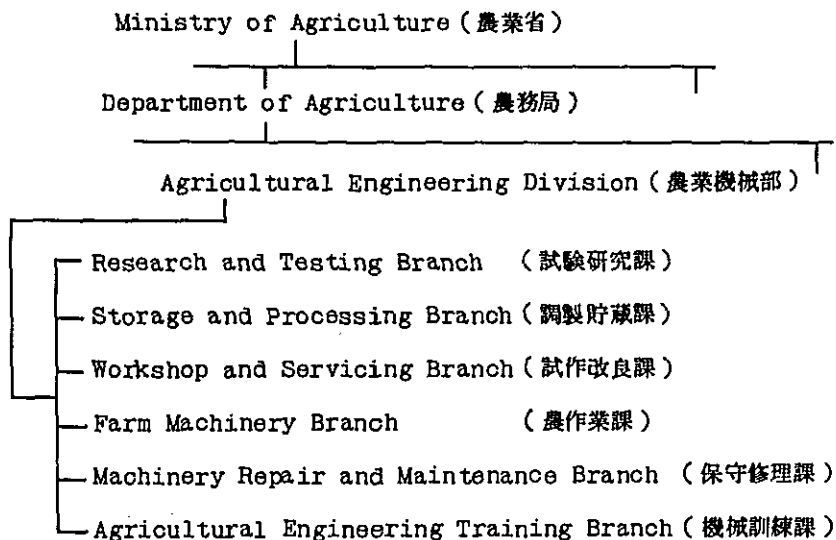 Ministry of Agriculture (農業省)
Department of Agriculture (農務局)
Agricultural Engineering Division (農業機械部)
Research and Testing Branch (試験研究課)
Storage and Processing Branch (調製貯蔵課)
Workshop and Servicing Branch (試作改良課)
Farm Machinery Branch (農作業課)
Machinery Repair and Maintenance Branch (保守修理課)
Agricultural Engineering Training Branch (機械訓練課)